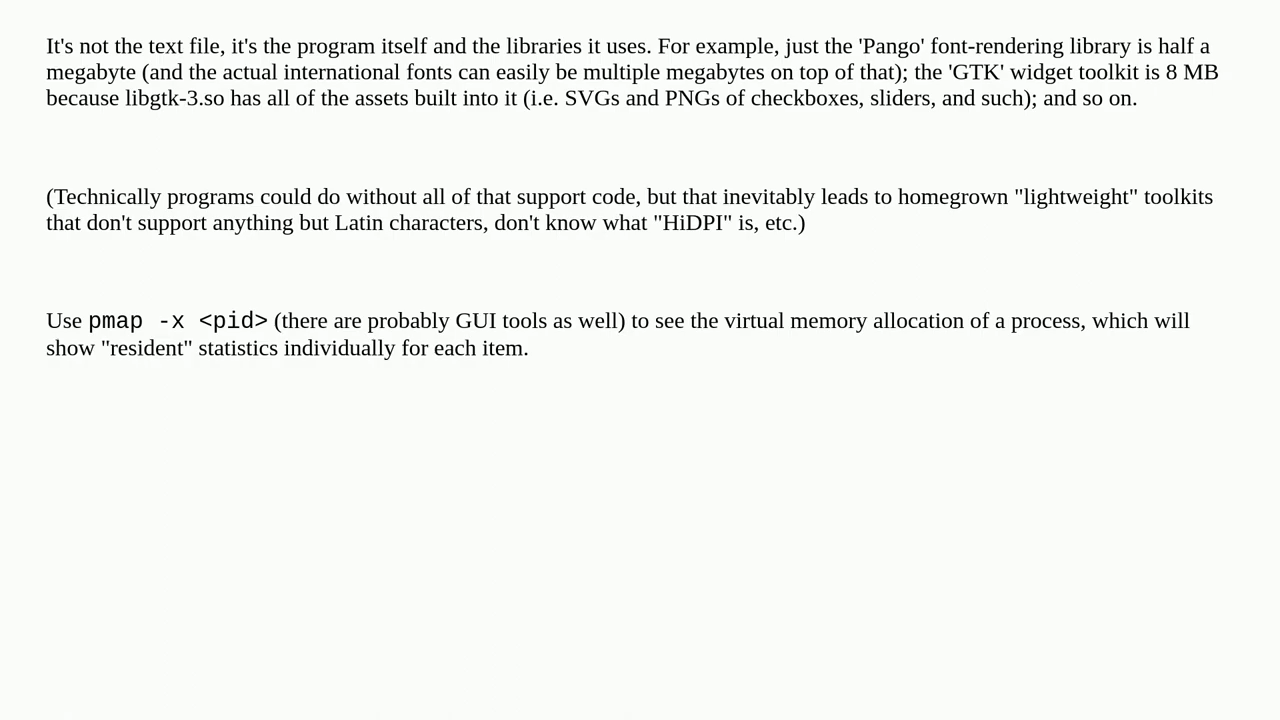 It's not the text file, it's the program itself and the libraries it uses. For example, just the 'Pango' font-rendering library is half a
megabyte (and the actual international fonts can easily be multiple megabytes on top of that); the 'GTK' widget toolkit is 8 MB
because libgtk-3.so has all of the assets built into it (i.e. SVGs and PNGs of checkboxes, sliders, and such); and so on.
(Technically programs could do without all of that support code, but that inevitably leads to homegrown "lightweight" toolkits
that don't support anything but Latin characters, don't know what "HiDPI" is, etc.)
Use pmap -x <pid> (there are probably GUI tools as well) to see the virtual memory allocation of a process, which will
show "resident" statistics individually for each item.